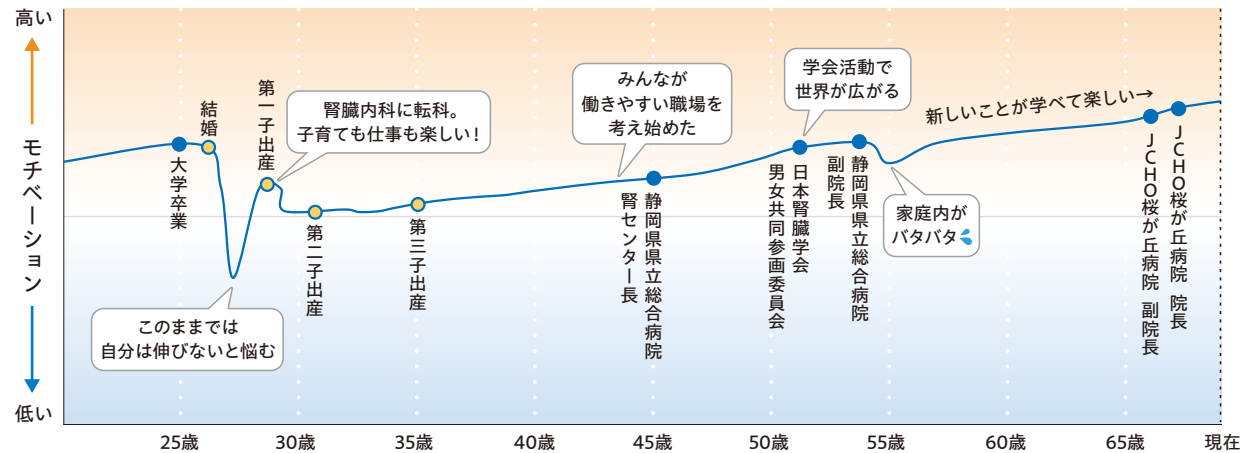 高い
モチベーション
低い
大学卒業
結婚
このままでは
自分は伸びないと悩む
第一子出産
腎臓内科に転科。
子育ても仕事も楽しい！
第二子出産
第三子出産
みんなが
働きやすい職場を
考え始めた
静岡県県立総合病院
腎センター長
学会活動で
世界が広がる
日本腎臓学会
男女共同参画委員会
静岡県県立総合病院
副院長
家庭内が
バタバタ
新しいことが学べて楽しい→
JCHO桜が丘病院 副院長
JCHO桜が丘病院 院長
25歳
30歳
35歳
40歳
45歳
50歳
55歳
60歳
65歳
現在